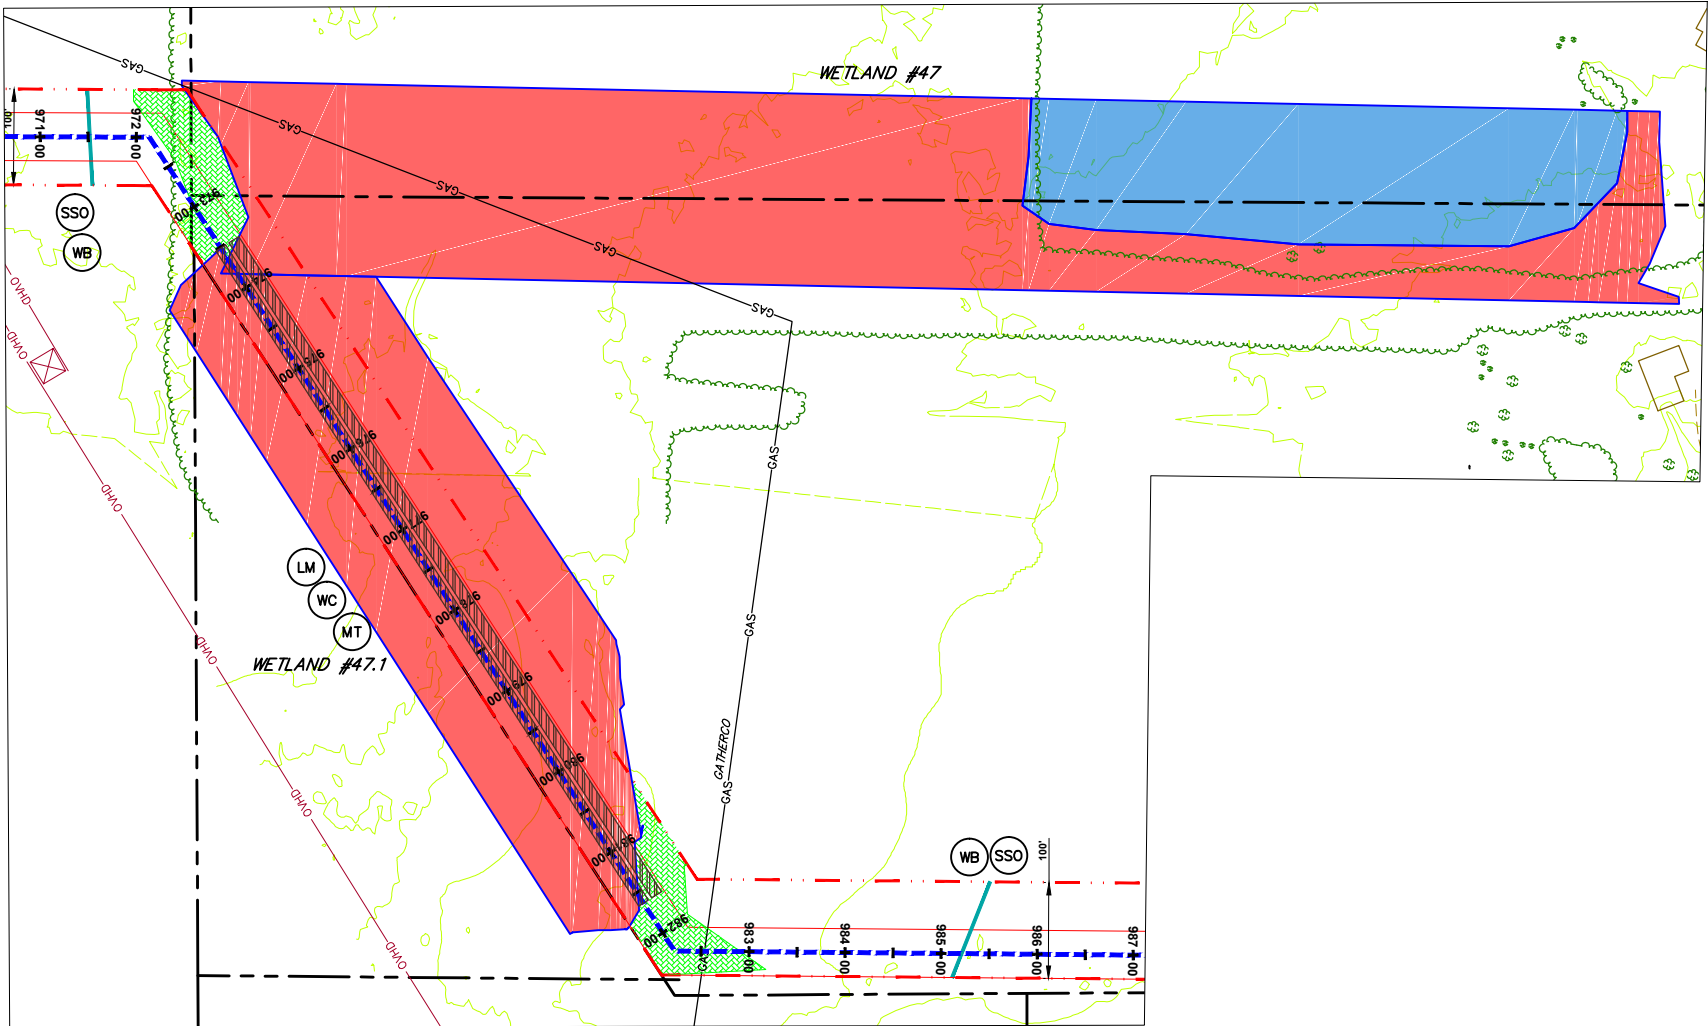 WETLAND #47
GAS
GAS
GAS
GAS
GAS
GAS
GAS
GAS
GATHERCO
100'
971+00
972+00
973+00
974+00
975+00
976+00
977+00
978+00
979+00
980+00
981+00
982+00
983+00
984+00
985+00
986+00
987+00
SSO
WB
OVHD
OVHD
OVHD
OVHD
OVHD
OVHD
LM
WC
MT
WETLAND #47.1
WB
SSO
100'